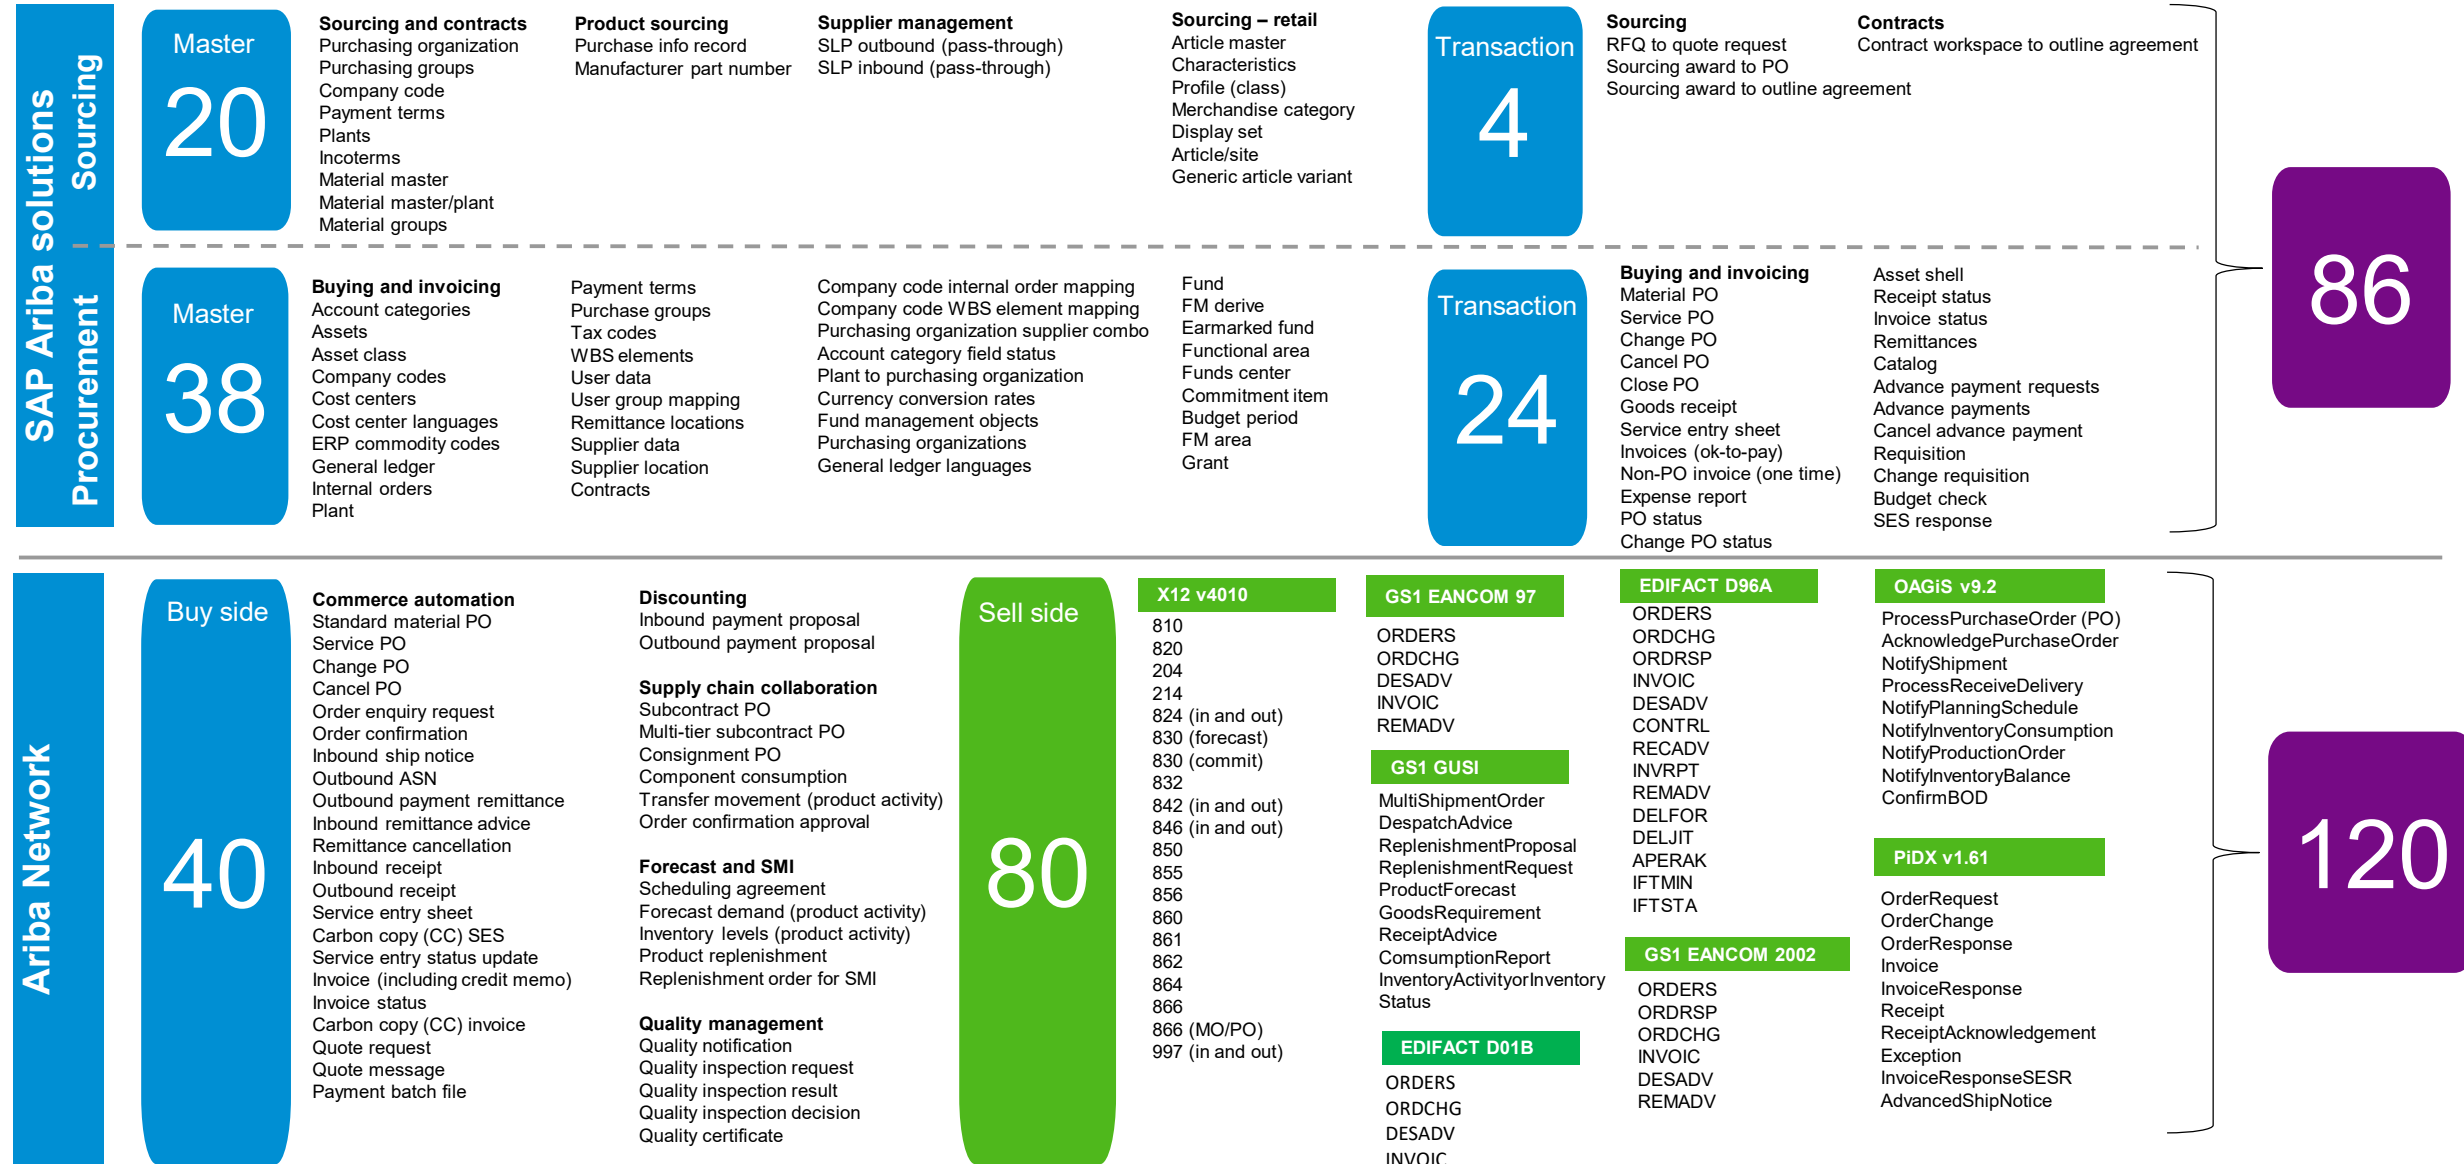 SAP Ariba solutions
Sourcing
Master
20
Sourcing and contracts
Purchasing organization
Purchasing groups
Company code
Payment terms
Plants
Incoterms
Material master
Material master/plant
Material groups
Product sourcing
Purchase info record
Manufacturer part number
Supplier management
SLP outbound (pass-through)
SLP inbound (pass-through)
Sourcing – retail
Article master
Characteristics
Profile (class)
Merchandise category
Display set
Article/site
Generic article variant
Transaction
4
Sourcing
RFQ to quote request
Sourcing award to PO
Sourcing award to outline agreement
Contracts
Contract workspace to outline agreement
Procurement
Master
38
Buying and invoicing
Account categories
Assets
Asset class
Company codes
Cost centers
Cost center languages
ERP commodity codes
General ledger
Internal orders
Plant
Payment terms
Purchase groups
Tax codes
WBS elements
User data
User group mapping
Remittance locations
Supplier data
Supplier location
Contracts
Company code internal order mapping
Company code WBS element mapping
Purchasing organization supplier combo
Account category field status
Plant to purchasing organization
Currency conversion rates
Fund management objects
Purchasing organizations
General ledger languages
Fund
FM derive
Earmarked fund
Functional area
Funds center
Commitment item
Budget period
FM area
Grant
Transaction
24
Buying and invoicing
Material PO
Service PO
Change PO
Cancel PO
Close PO
Goods receipt
Service entry sheet
Invoices (ok-to-pay)
Non-PO invoice (one time)
Expense report
PO status
Change PO status
Asset shell
Receipt status
Invoice status
Remittances
Catalog
Advance payment requests
Advance payments
Cancel advance payment
Requisition
Change requisition
Budget check
SES response
86
Ariba Network
Buy side
40
Commerce automation
Standard material PO
Service PO
Change PO
Cancel PO
Order enquiry request
Order confirmation
Inbound ship notice
Outbound ASN
Outbound payment remittance
Inbound remittance advice
Remittance cancellation
Inbound receipt
Outbound receipt
Service entry sheet
Carbon copy (CC) SES
Service entry status update
Invoice (including credit memo)
Invoice status
Carbon copy (CC) invoice
Quote request
Quote message
Payment batch file
Discounting
Inbound payment proposal
Outbound payment proposal
Supply chain collaboration
Subcontract PO
Multi-tier subcontract PO
Consignment PO
Component consumption
Transfer movement (product activity)
Order confirmation approval
Forecast and SMI
Scheduling agreement
Forecast demand (product activity)
Inventory levels (product activity)
Product replenishment
Replenishment order for SMI
Quality management
Quality notification
Quality inspection request
Quality inspection result
Quality inspection decision
Quality certificate
Sell side
80
X12 v4010
810
820
204
214
824 (in and out)
830 (forecast)
830 (commit)
832
842 (in and out)
846 (in and out)
850
855
856
860
861
862
864
866
866 (MO/PO)
997 (in and out)
GS1 EANCOM 97
ORDERS
ORDCHG
DESADV
INVOIC
REMADV
GS1 GUSI
MultiShipmentOrder
DespatchAdvice
ReplenishmentProposal
ReplenishmentRequest
ProductForecast
GoodsRequirement
ReceiptAdvice
ComsumptionReport
InventoryActivityorInventory
Status
EDIFACT D01B
ORDERS
ORDCHG
DESADV
INVOIC
EDIFACT D96A
ORDERS
ORDCHG
ORDRSP
INVOIC
DESADV
CONTRL
RECADV
INVRPT
REMADV
DELFOR
DELJIT
APERAK
IFTMIN
IFTSTA
GS1 EANCOM 2002
ORDERS
ORDRSP
ORDCHG
INVOIC
DESADV
REMADV
OAGiS v9.2
ProcessPurchaseOrder (PO)
AcknowledgePurchaseOrder
NotifyShipment
ProcessReceiveDelivery
NotifyPlanningSchedule
NotifyInventoryConsumption
NotifyProductionOrder
NotifyInventoryBalance
ConfirmBOD
PiDX v1.61
OrderRequest
OrderChange
OrderResponse
Invoice
InvoiceResponse
Receipt
ReceiptAcknowledgement
Exception
InvoiceResponseSESR
AdvancedShipNotice
120